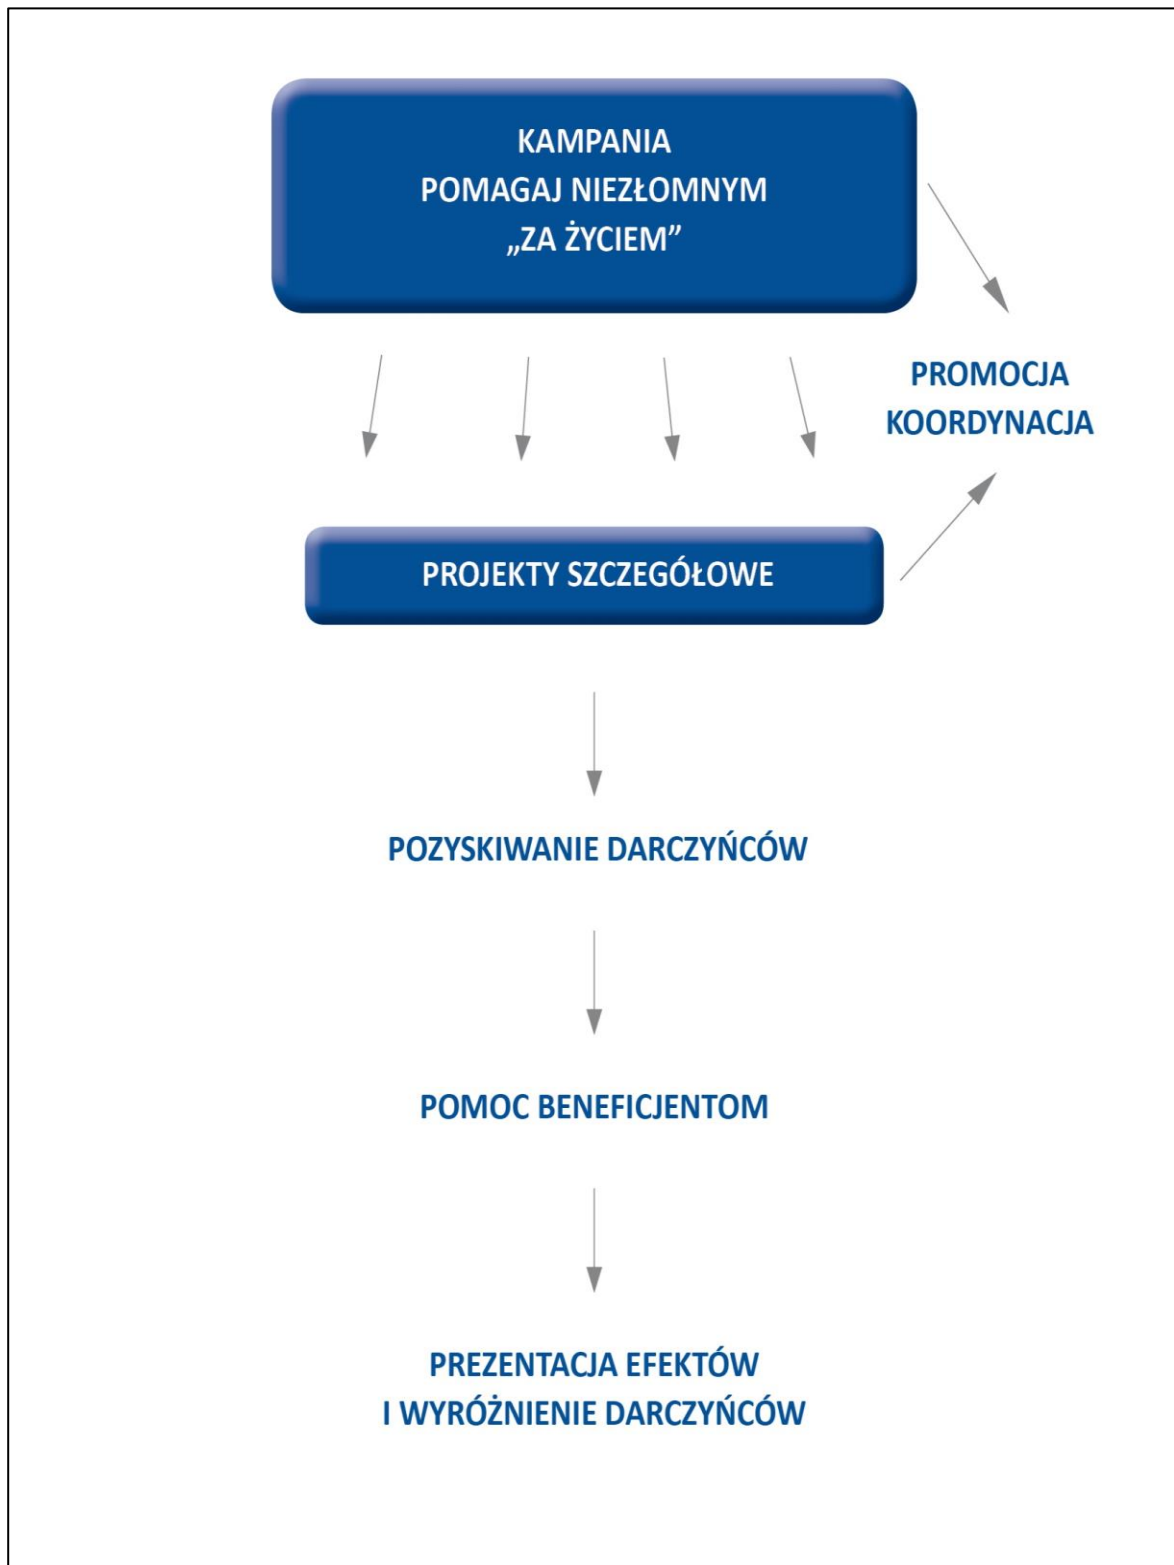 KAMPANIA
POMAGAJ NIEZŁOMNYM
„ZA ŻYCIEM”
PROMOCJA
KOORDYNACJA
PROJEKTY SZCZEGÓŁOWE
POZYSKIWANIE DARCZYŃCÓW
POMOC BENEFICJENTOM
PREZENTACJA EFEKTÓW
I WYRÓŻNIENIE DARCZYŃCÓW